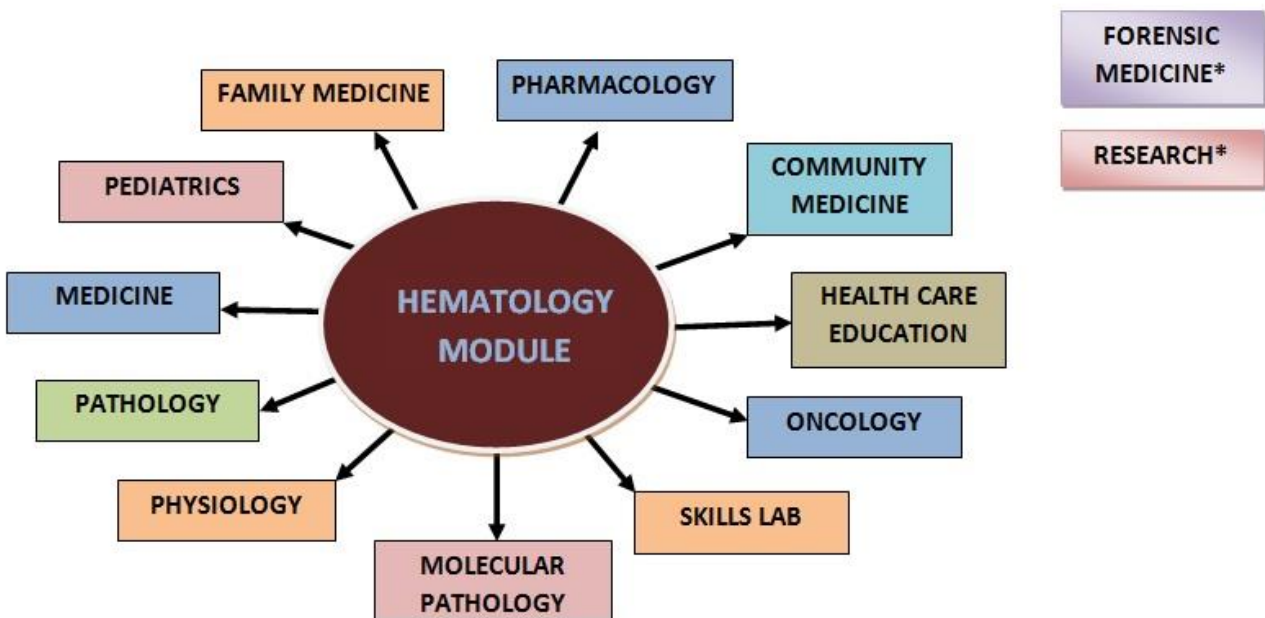 FORENSIC
MEDICINE*
RESEARCH*
FAMILY MEDICINE
PHARMACOLOGY
PEDIATRICS
COMMUNITY
MEDICINE
MEDICINE
HEMATOLOGY
MODULE
HEALTH CARE
EDUCATION
PATHOLOGY
ONCOLOGY
PHYSIOLOGY
SKILLS LAB
MOLECULAR
PATHOLOGY